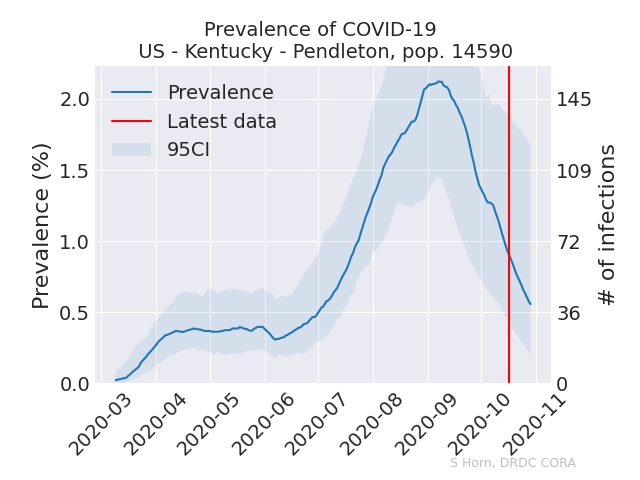 Prevalence of COVID-19
US - Kentucky - Pendleton, pop. 14590
Prevalence
Latest data
95CI
Prevalence (%)
2.0
1.5
1.0
0.5
0.0
145
109
72
36
0
# of infections
2020-03
2020-04
2020-05
2020-06
2020-07
2020-08
2020-09
2020-10
2020-11
S Horn, DRDC CORA